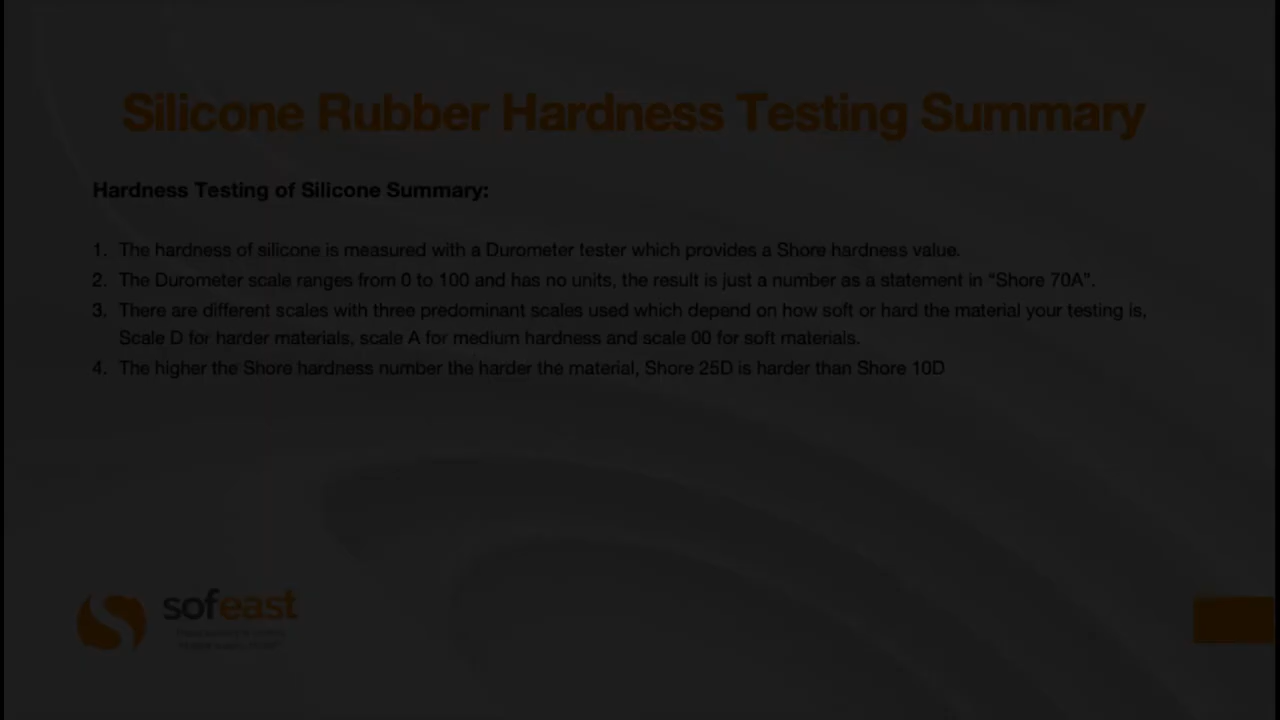 Silicone Rubber Hardness Testing Summary
Hardness Testing of Silicone Summary:
1. The hardness of silicone is measured with a Durometer tester which provides a Shore hardness value.
2. The Durometer scale ranges from 0 to 100 and has no units, the result is just a number as a statement in “Shore 70A”.
3. There are different scales with three predominant scales used which depend on how soft or hard the material your testing is,
Scale D for harder materials, scale A for medium hardness and scale 00 for soft materials.
4. The higher the Shore hardness number the harder the material, Shore 25D is harder than Shore 10D
sofeast